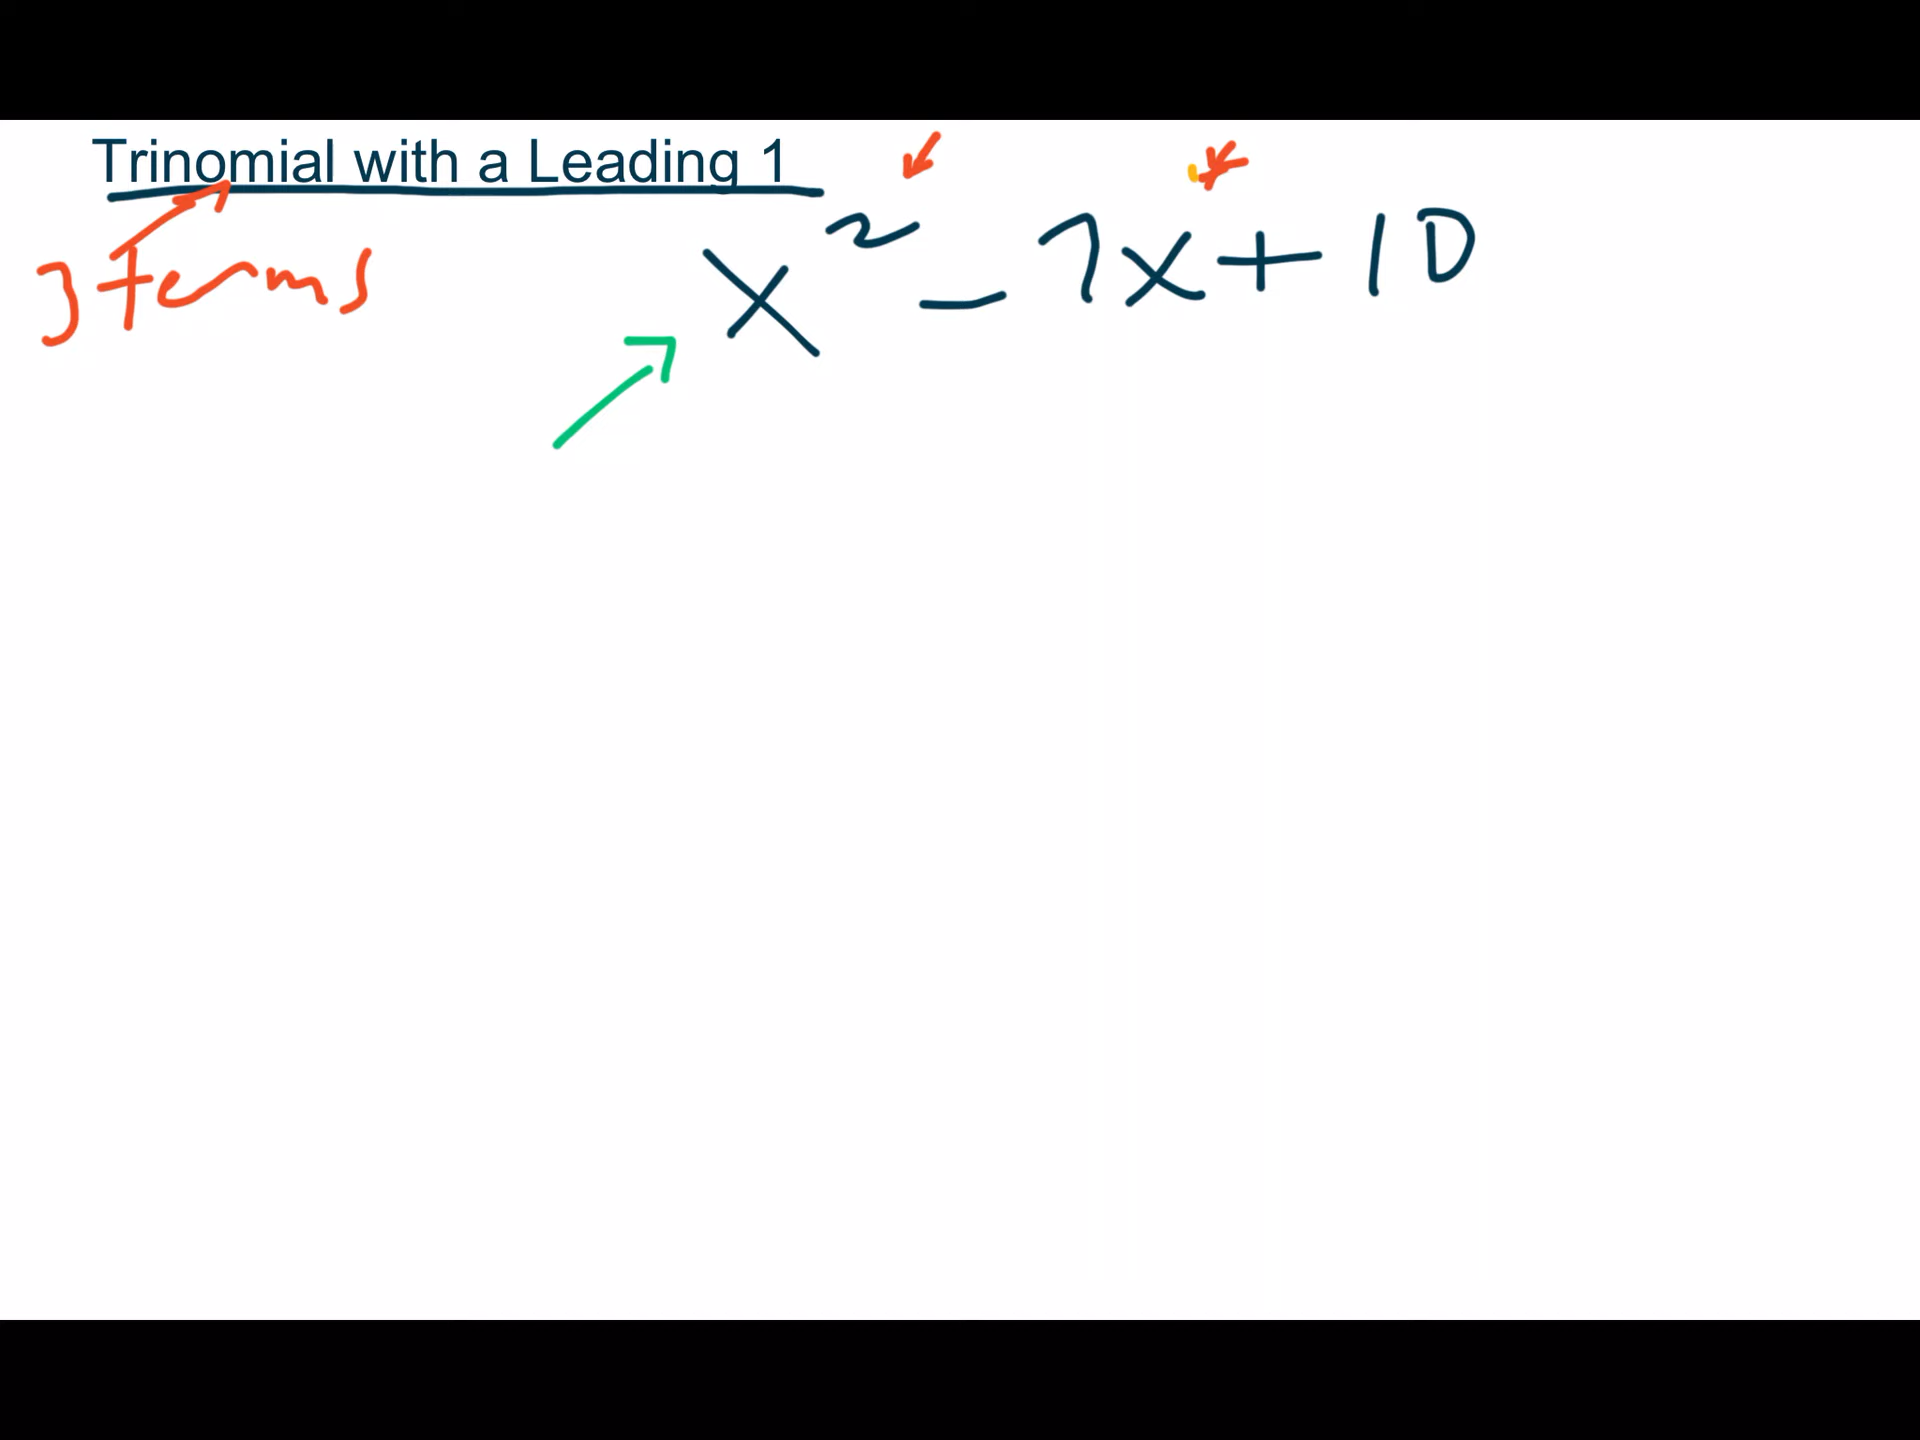 Trinomial with a Leading 1
x² - 7x + 10
3 terms